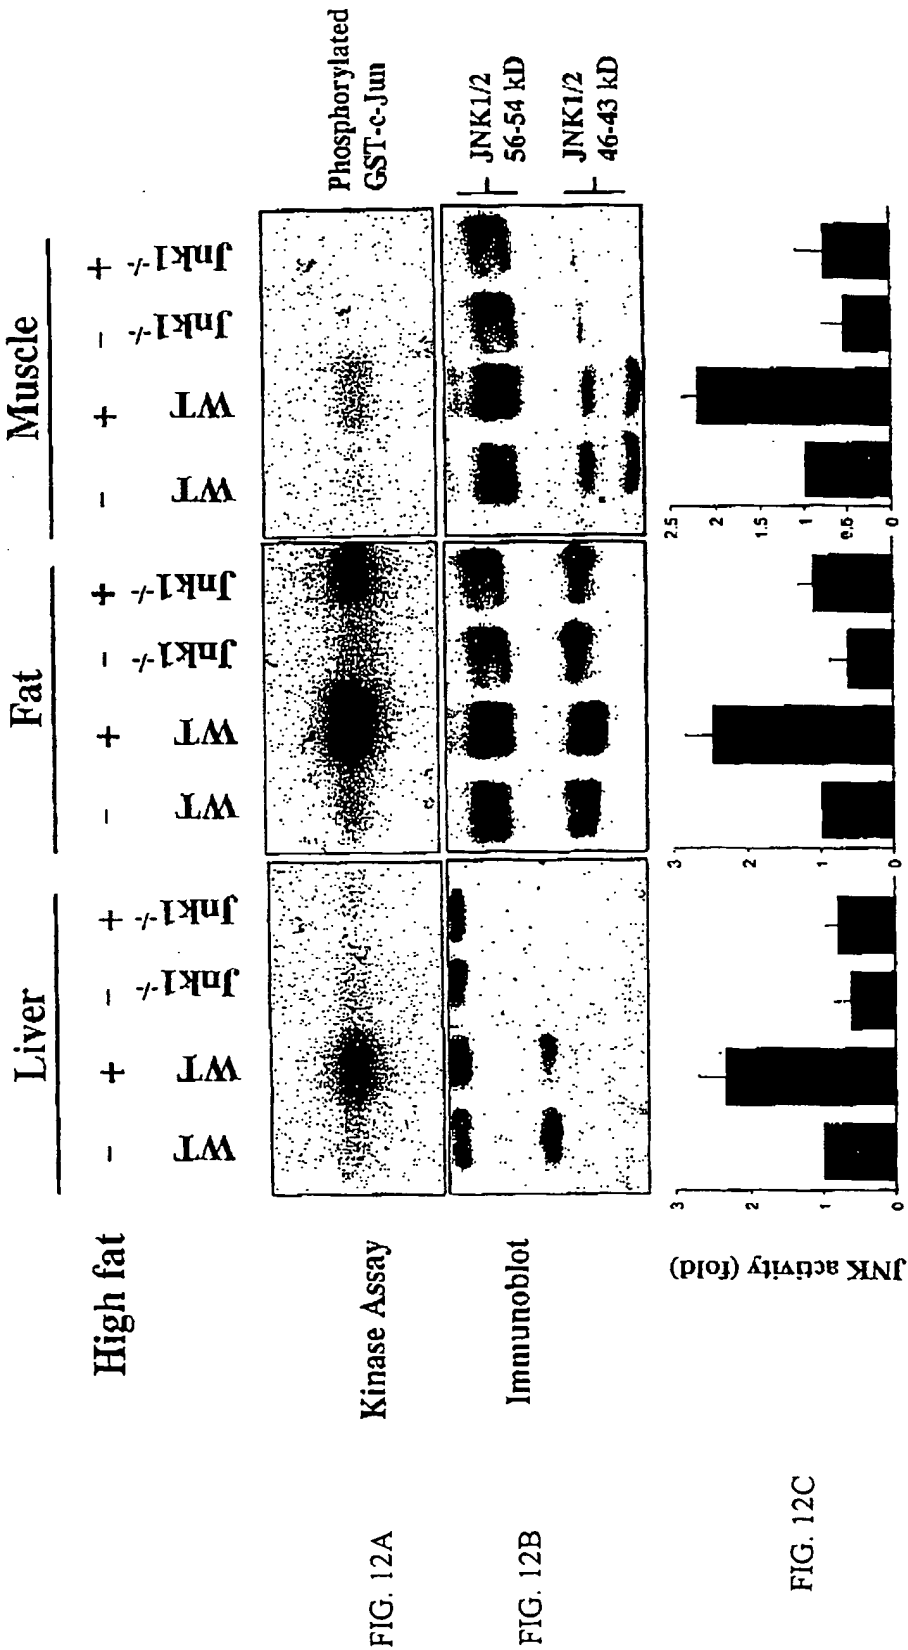 Liver Fat Muscle
High fat - + - + - + - + - + - +
WT WT Jnk1-/- Jnk1-/- WT WT Jnk1-/- Jnk1-/- WT WT Jnk1-/- Jnk1-/-
FIG. 12A
Kinase Assay
Phosphorylated
GST-c-Jun
FIG. 12B
Immunoblot
JNK1/2
56-54 kD
JNK1/2
46-43 kD
FIG. 12C
JNK activity (fold)
3
2
1
0
3
2
1
0
2.5
2
1.5
1
0.5
0